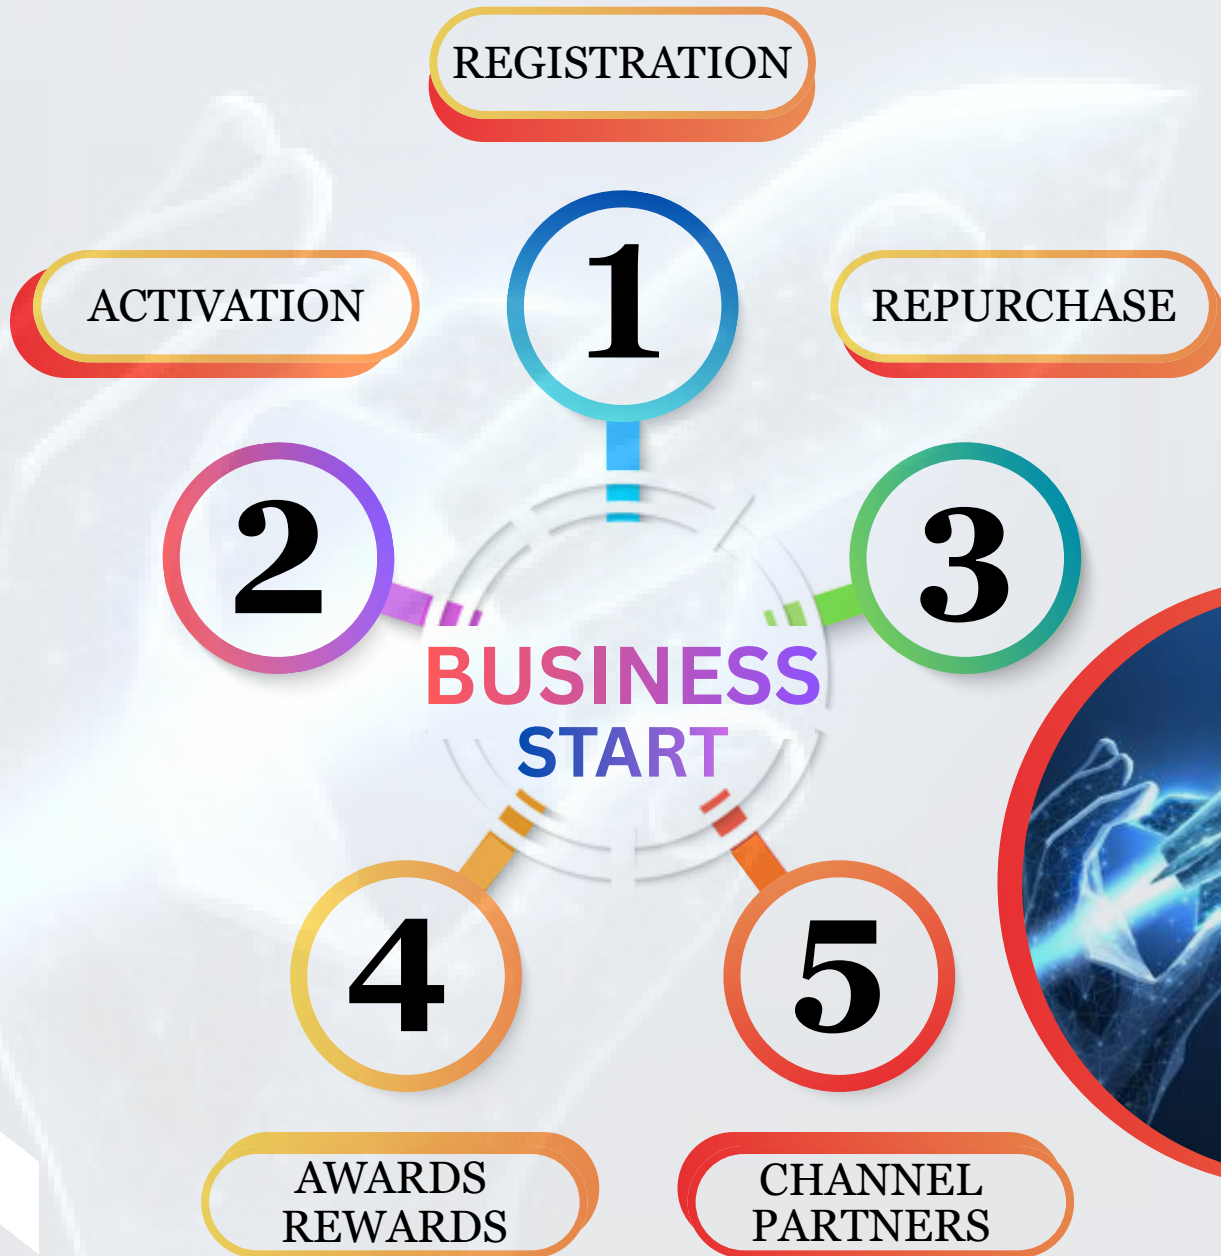 REGISTRATION
1
ACTIVATION
REPURCHASE
2
3
BUSINESS
START
4
5
AWARDS
REWARDS
CHANNEL
PARTNERS